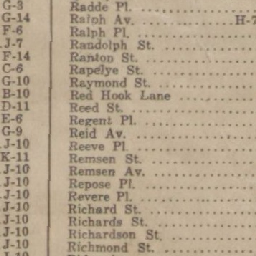 G-3 Radde Pl.
G-14 Ralph Av. H-7
F-6 Ralph Pl.
J-7 Randolph St.
F-14 Ranton St.
C-6 Rapelye St.
G-10 Raymond St.
B-10 Red Hook Lane
D-11 Reed St.
E-6 Regent Pl.
G-9 Reid Av.
J-10 Reeve Pl.
K-11 Remsen St.
J-10 Remsen Av.
J-10 Repose Pl.
J-10 Revere Pl.
J-10 Richard St.
J-10 Richards St.
J-10 Richardson St.
J-10 Richmond St.